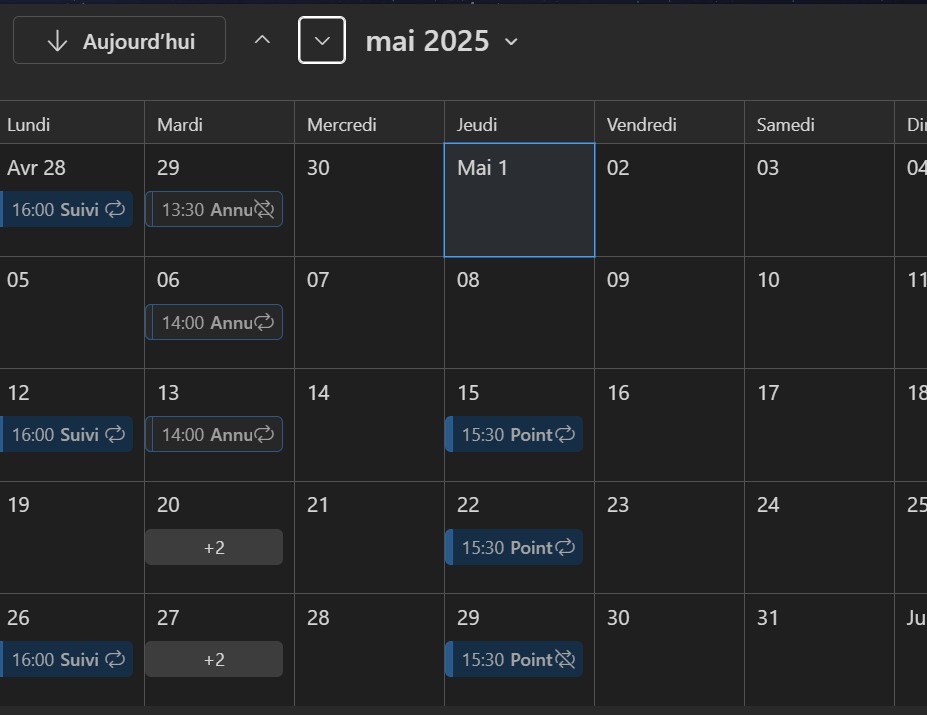 Aujourd’hui
mai 2025
Lundi Mardi Mercredi Jeudi Vendredi Samedi Di
Avr 28 29 30 Mai 1 02 03 04
16:00 Suivi 13:30 Annu
05 06 07 08 09 10 11
14:00 Annu
12 13 14 15 16 17 18
16:00 Suivi 14:00 Annu 15:30 Point
19 20 21 22 23 24 25
+2 15:30 Point
26 27 28 29 30 31 Ju
16:00 Suivi +2 15:30 Point